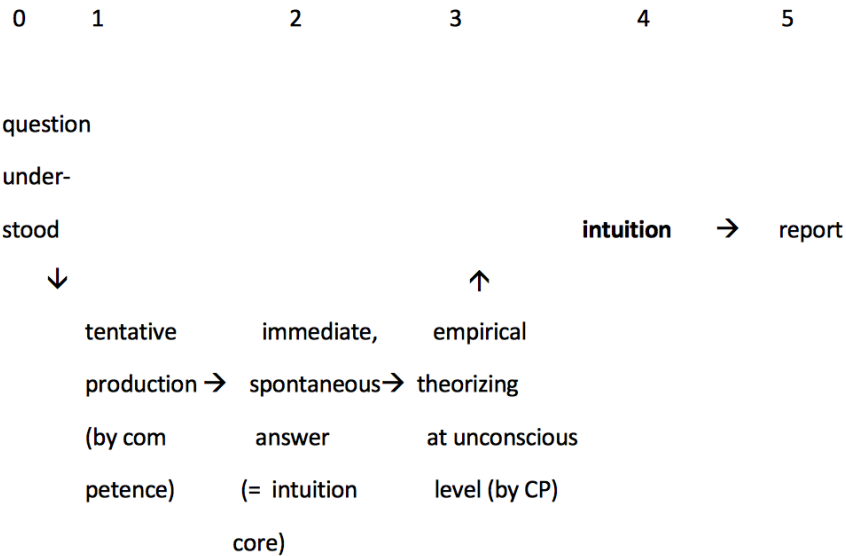 0 1 2 3 4 5
question
under-
stood intuition → report
↓ ↑
tentative immediate, empirical
production → spontaneous→ theorizing
(by com answer at unconscious
petence) (= intuition level (by CP)
core)